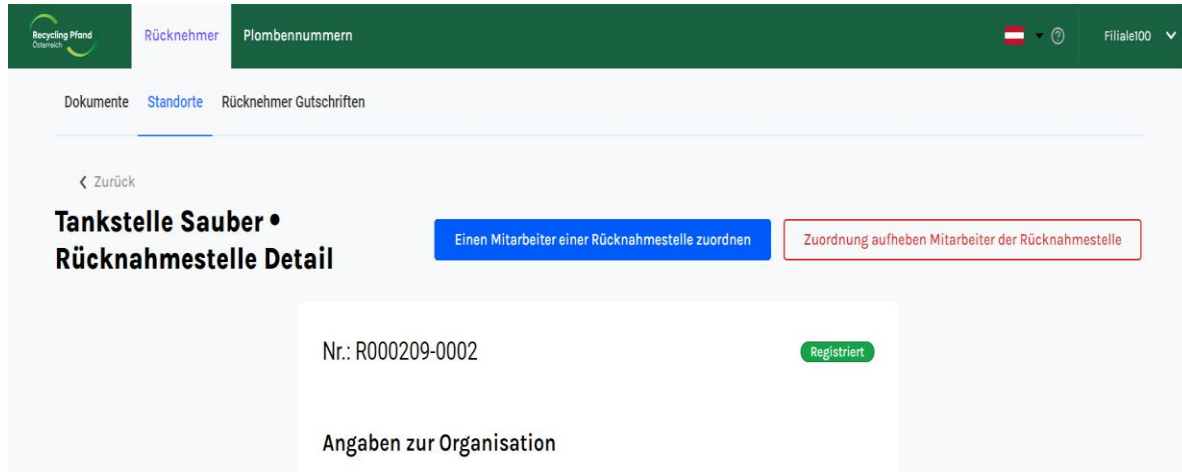 Recycling Pfand
Österreich
Rücknehmer
Plombennummern
Filiale100
Dokumente
Standorte
Rücknehmer Gutschriften
Zurück
Tankstelle Sauber •
Rücknahmestelle Detail
Einen Mitarbeiter einer Rücknahmestelle zuordnen
Zuordnung aufheben Mitarbeiter der Rücknahmestelle
Nr.: R000209-0002
Registriert
Angaben zur Organisation